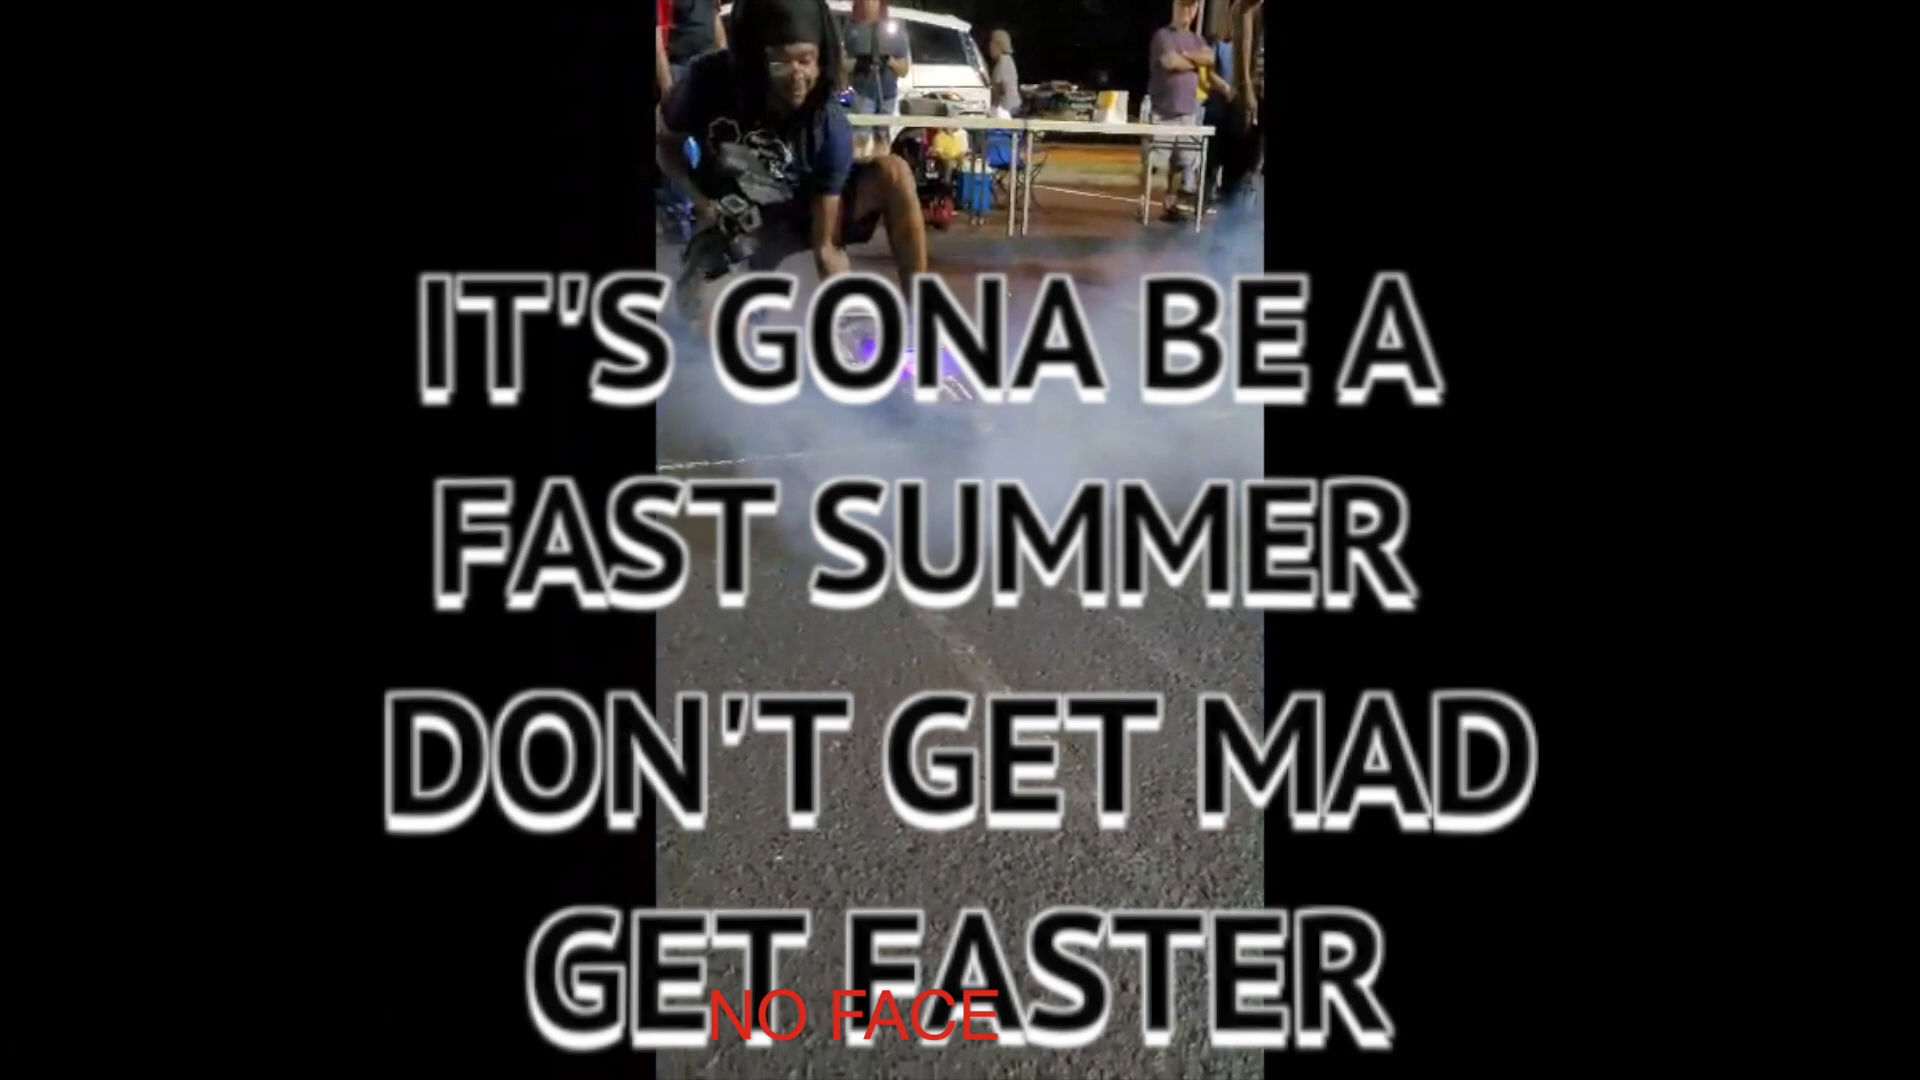 IT'S GONA BE A
FAST SUMMER
DON'T GET MAD
GET FASTER
NO FACE